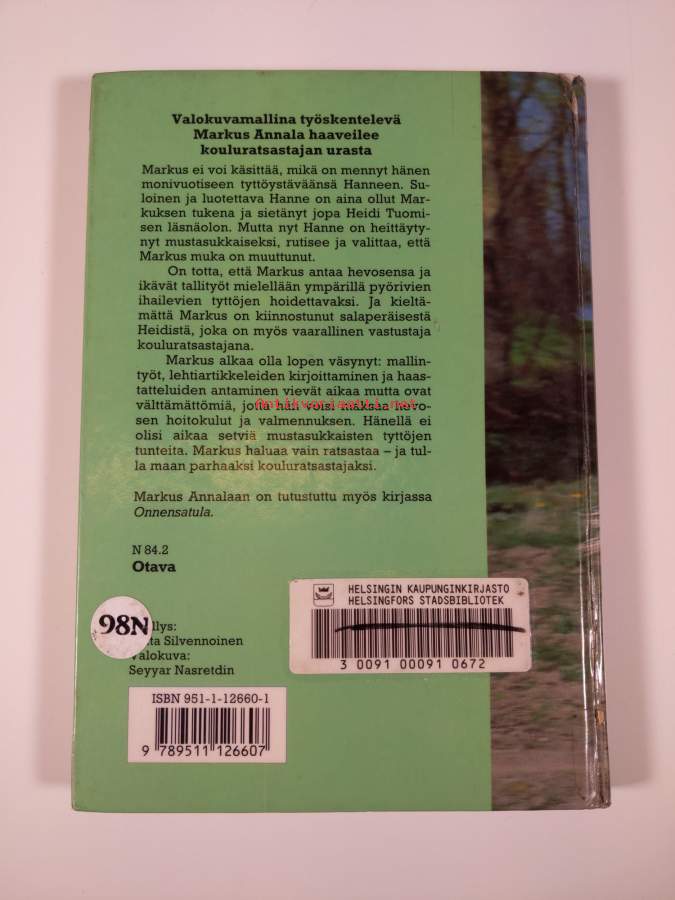 Valokuvamallina työskentelevä
Markus Annala haaveilee
kouluratsastajan urasta
Markus ei voi käsittää, mikä on mennyt hänen
monivuotiseen tyttöystäväänsä Hanneen. Su-
loinen ja luotettava Hanne on aina ollut Mar-
kuksen tukena ja sietänyt jopa Heidi Tuomi-
sen läsnäolon. Mutta nyt Hanne on heittäyty-
nyt mustasukkaiseksi, rutisee ja valittaa, että
Markus muka on muuttunut.
On totta, että Markus antaa hevosensa ja
ikävät tallityöt mielellään ympärillä pyörivien
ihailevien tyttöjen hoidettavaksi. Ja kieltä-
mättä Markus on kiinnostunut salaperäisestä
Heidistä, joka on myös vaarallinen vastustaja
kouluratsastajana.
Markus alkaa olla lopen väsynyt: mallin-
työt, lehtiartikkeleiden kirjoittaminen ja haas-
tatteluiden antaminen vievät aikaa mutta ovat
välttämättömiä, jotta hän voisi maksaa hevo-
Antikvariaatti.net
sen hoitokulut ja valmennuksen. Hänellä ei
olisi aikaa setviä mustasukkaisten tyttöjen
tunteita. Markus haluaa vain ratsastaa – ja tul-
la maan parhaaksi kouluratsastajaksi.
Markus Annalaan on tutustuttu myös kirjassa
Onnensatula.
N 84.2
Otava
HELSINGIN KAUPUNGINKIRJASTO
HELSINGFORS STADSBIBLIOTEK
3 0091 00091 0672
98N
Silvennoinen
Valokuva:
Seyyar Nasretdin
ISBN 951-1-12660-1
9 789511 126607